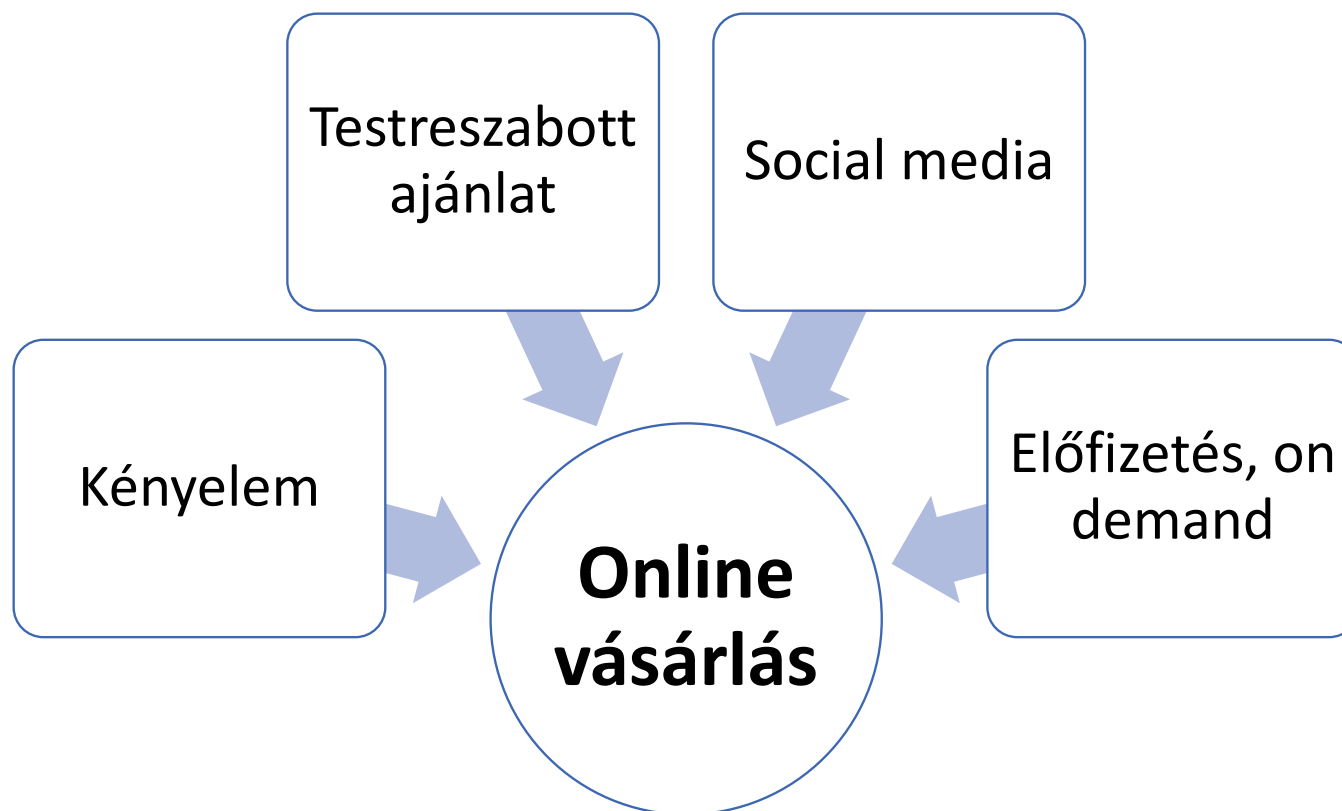 Testreszabott
ajánlat
Social media
Kényelem
Előfizetés, on
demand
Online
vásárlás